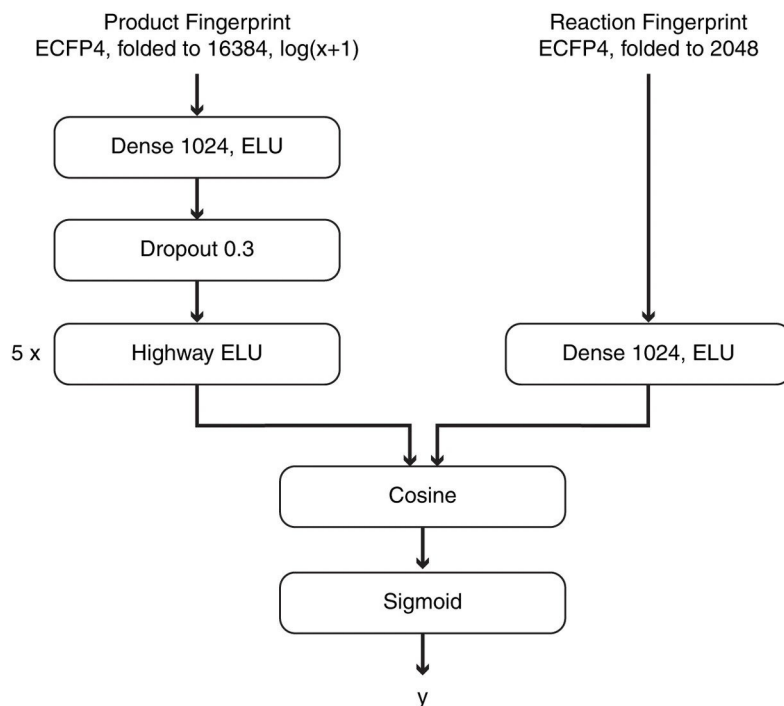 Product Fingerprint
ECFP4, folded to 16384, log(x+1)
Reaction Fingerprint
ECFP4, folded to 2048
Dense 1024, ELU
Dropout 0.3
5 x
Highway ELU
Dense 1024, ELU
Cosine
Sigmoid
y